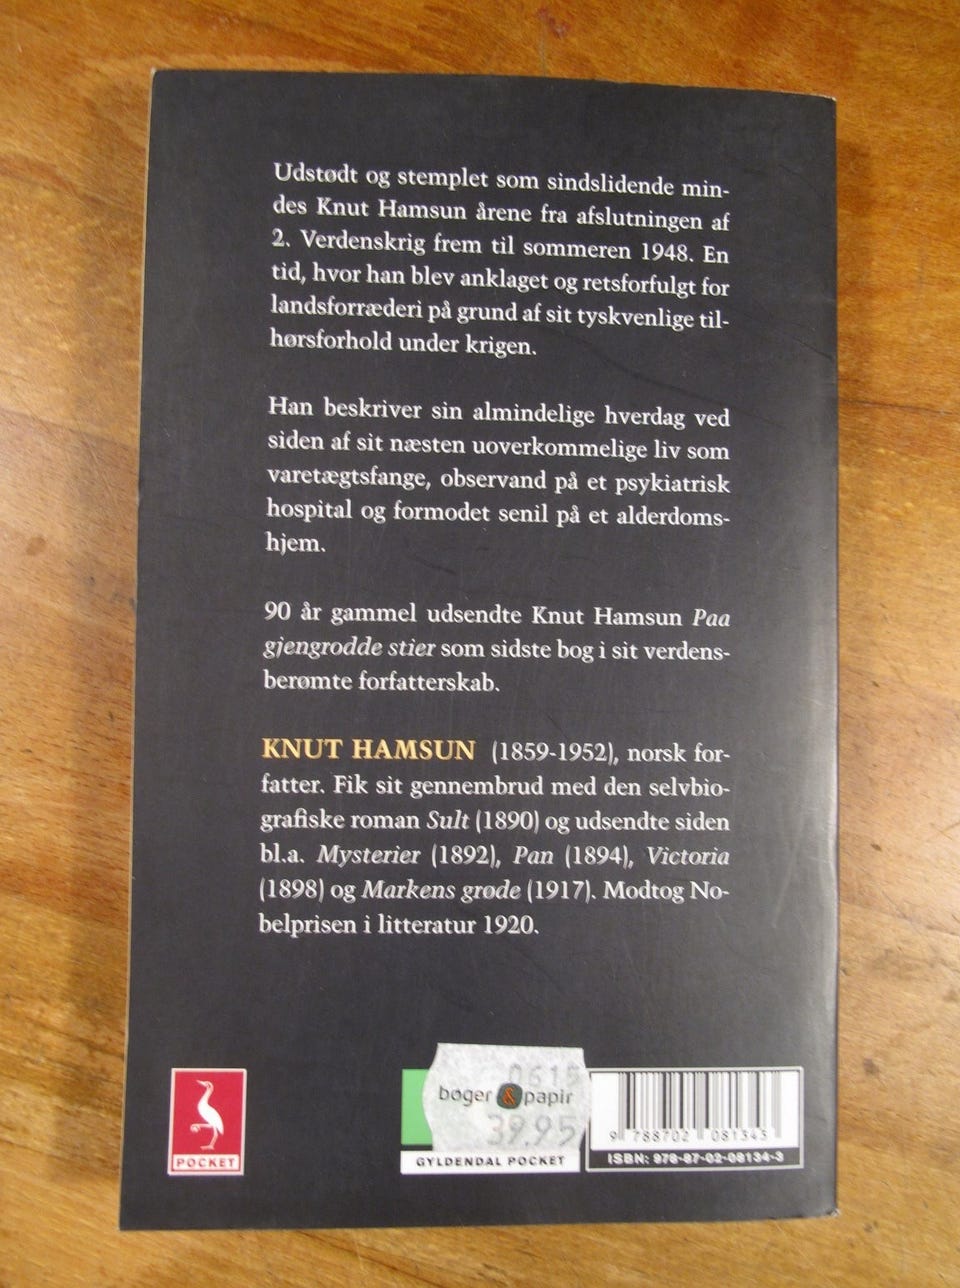 Udstødt og stemplet som sindslidende min-
des Knut Hamsun årene fra afslutningen af
2. Verdenskrig frem til sommeren 1948. En
tid, hvor han blev anklaget og retsforfulgt for
landsforræderi på grund af sit tyskvenlige til-
hørsforhold under krigen.
Han beskriver sin almindelige hverdag ved
siden af sit næsten uoverkommelige liv som
varetægtsfange, observand på et psykiatrisk
hospital og formodet senil på et alderdoms-
hjem.
90 år gammel udsendte Knut Hamsun Paa
gjengrodde stier som sidste bog i sit verdens-
berømte forfatterskab.
KNUT HAMSUN (1859-1952), norsk for-
fatter. Fik sit gennembrud med den selvbio-
grafiske roman Sult (1890) og udsendte siden
bl.a. Mysterier (1892), Pan (1894), Victoria
(1898) og Markens grøde (1917). Modtog No-
belprisen i litteratur 1920.
POCKET
0615
bøger & papir
39.95
GYLDENDAL POCKET
9 788702 081343
ISBN: 978-87-02-08134-3